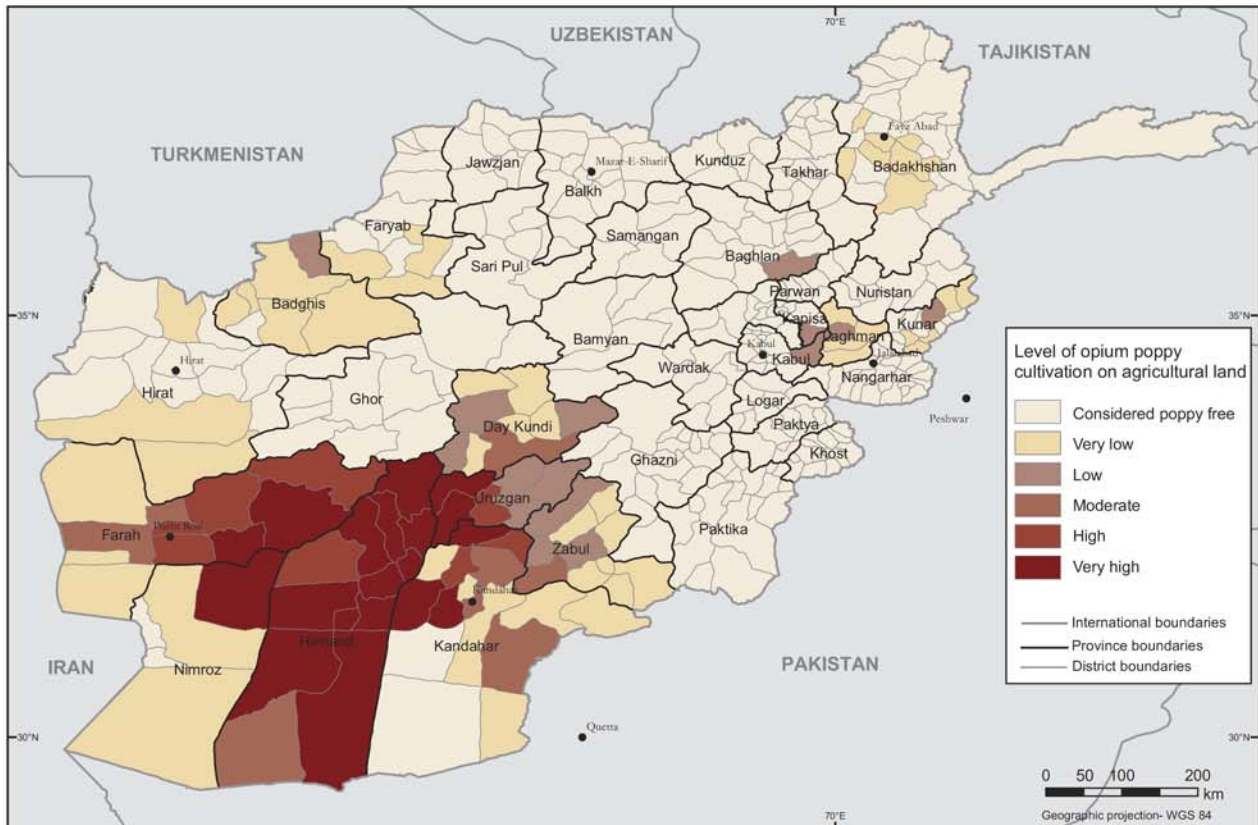 70°E
UZBEKISTAN
TAJIKISTAN
TURKMENISTAN
Fayz Abad
Jawzjan
Mazar-E-Sharif
Kunduz
Takhar
Badakhshan
Balkh
Faryab
Samangan
Baghlan
Sari Pul
Parwan
Nuristan
Badghis
35°N
35°N
Bamyan
Kapisa
Kunar
Laghman
Kabul
Kabul
Jalalabad
Hirat
Hirat
Wardak
Nangarhar
Ghor
Logar
Peshwar
Day Kundi
Paktya
Khost
Ghazni
Uruzgan
Paktika
Farah
Zabul
Kandahar
Hilmand
Kandahar
Nimroz
IRAN
PAKISTAN
Quetta
30°N
30°N
70°E
Level of opium poppy
cultivation on agricultural land
Considered poppy free
Very low
Low
Moderate
High
Very high
International boundaries
Province boundaries
District boundaries
0 50 100 200
km
Geographic projection- WGS 84